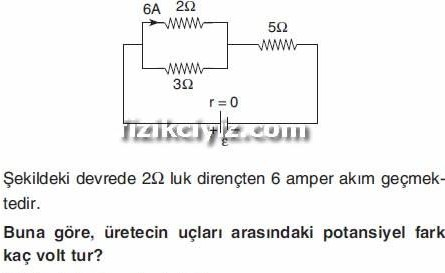 6A 2Ω
5Ω
3Ω
r = 0
fizikciyiz.com
+ -
ε
Şekildeki devrede 2Ω luk dirençten 6 amper akım geçmek-
tedir.
Buna göre, üretecin uçları arasındaki potansiyel fark
kaç volt tur?